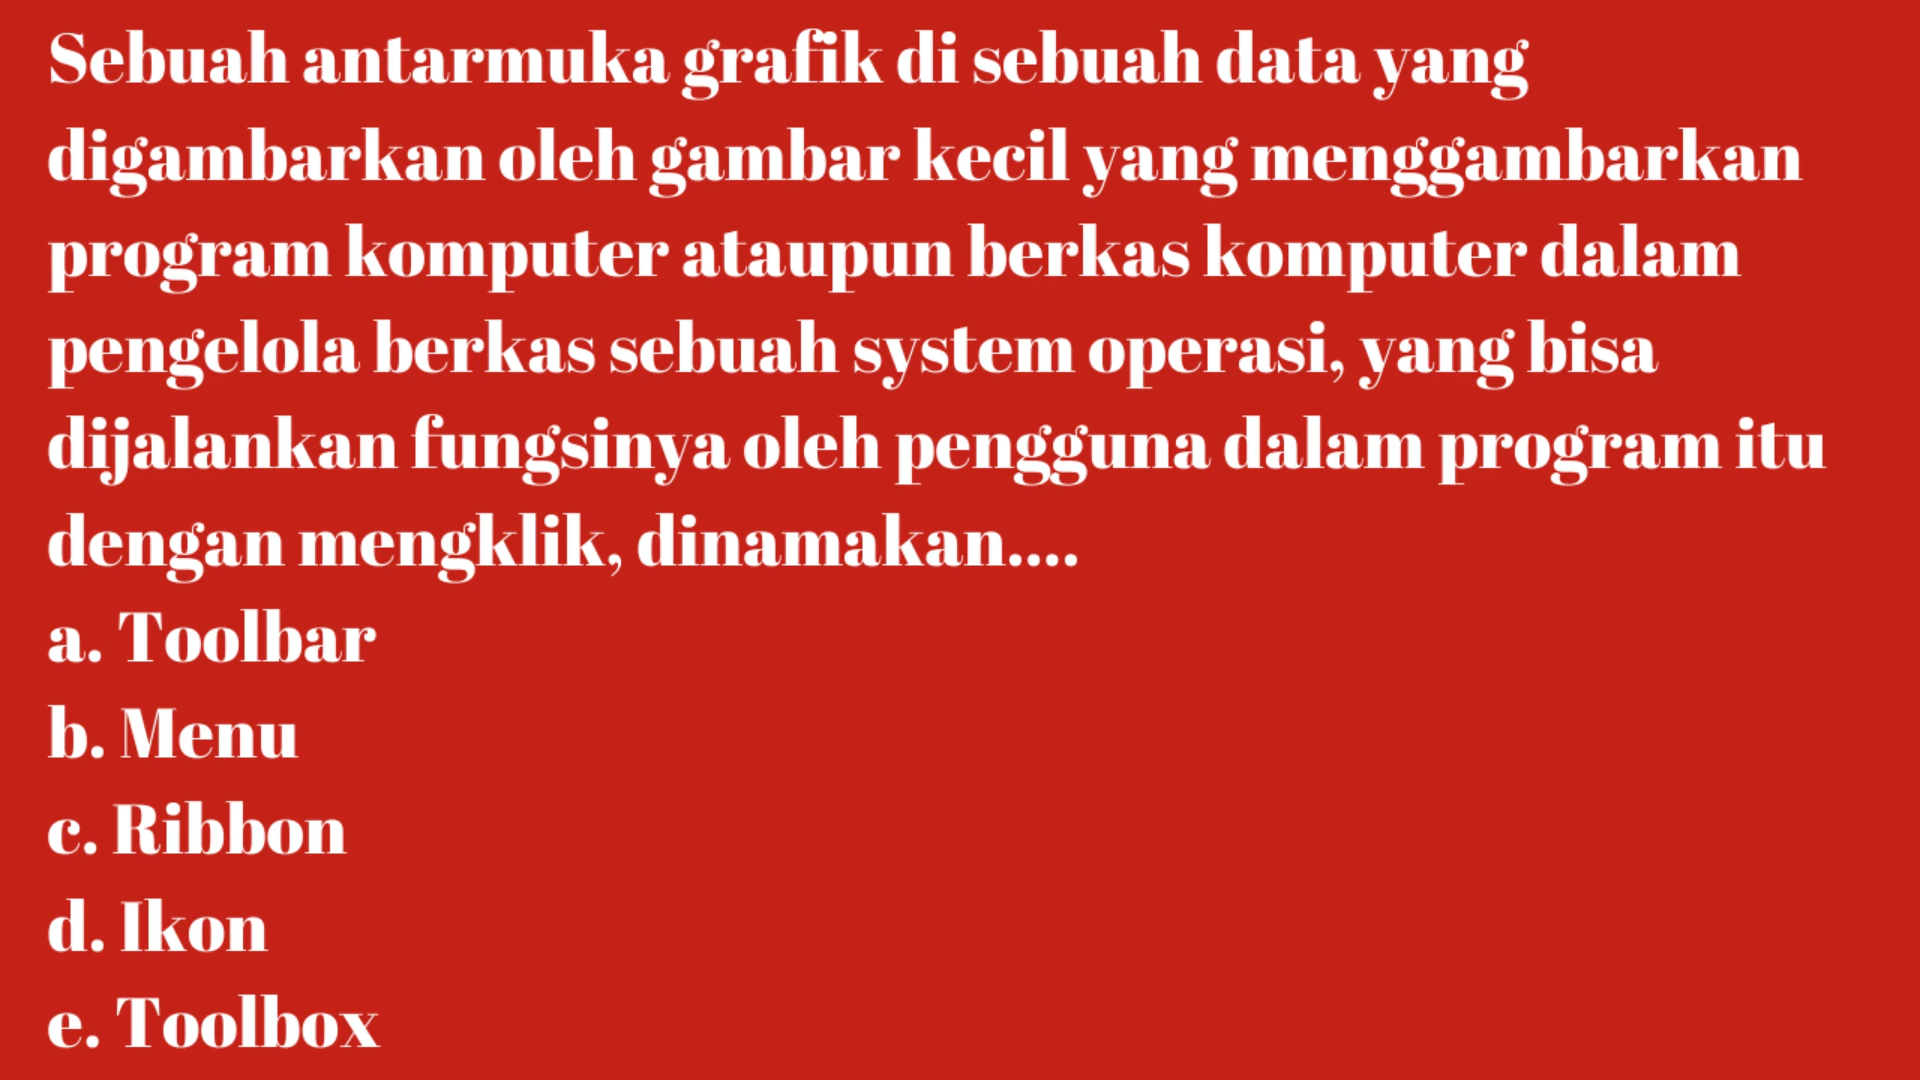 Sebuah antarmuka grafik di sebuah data yang
digambarkan oleh gambar kecil yang menggambarkan
program komputer ataupun berkas komputer dalam
pengelola berkas sebuah system operasi, yang bisa
dijalankan fungsinya oleh pengguna dalam program itu
dengan mengklik, dinamakan....
a. Toolbar
b. Menu
c. Ribbon
d. Ikon
e. Toolbox